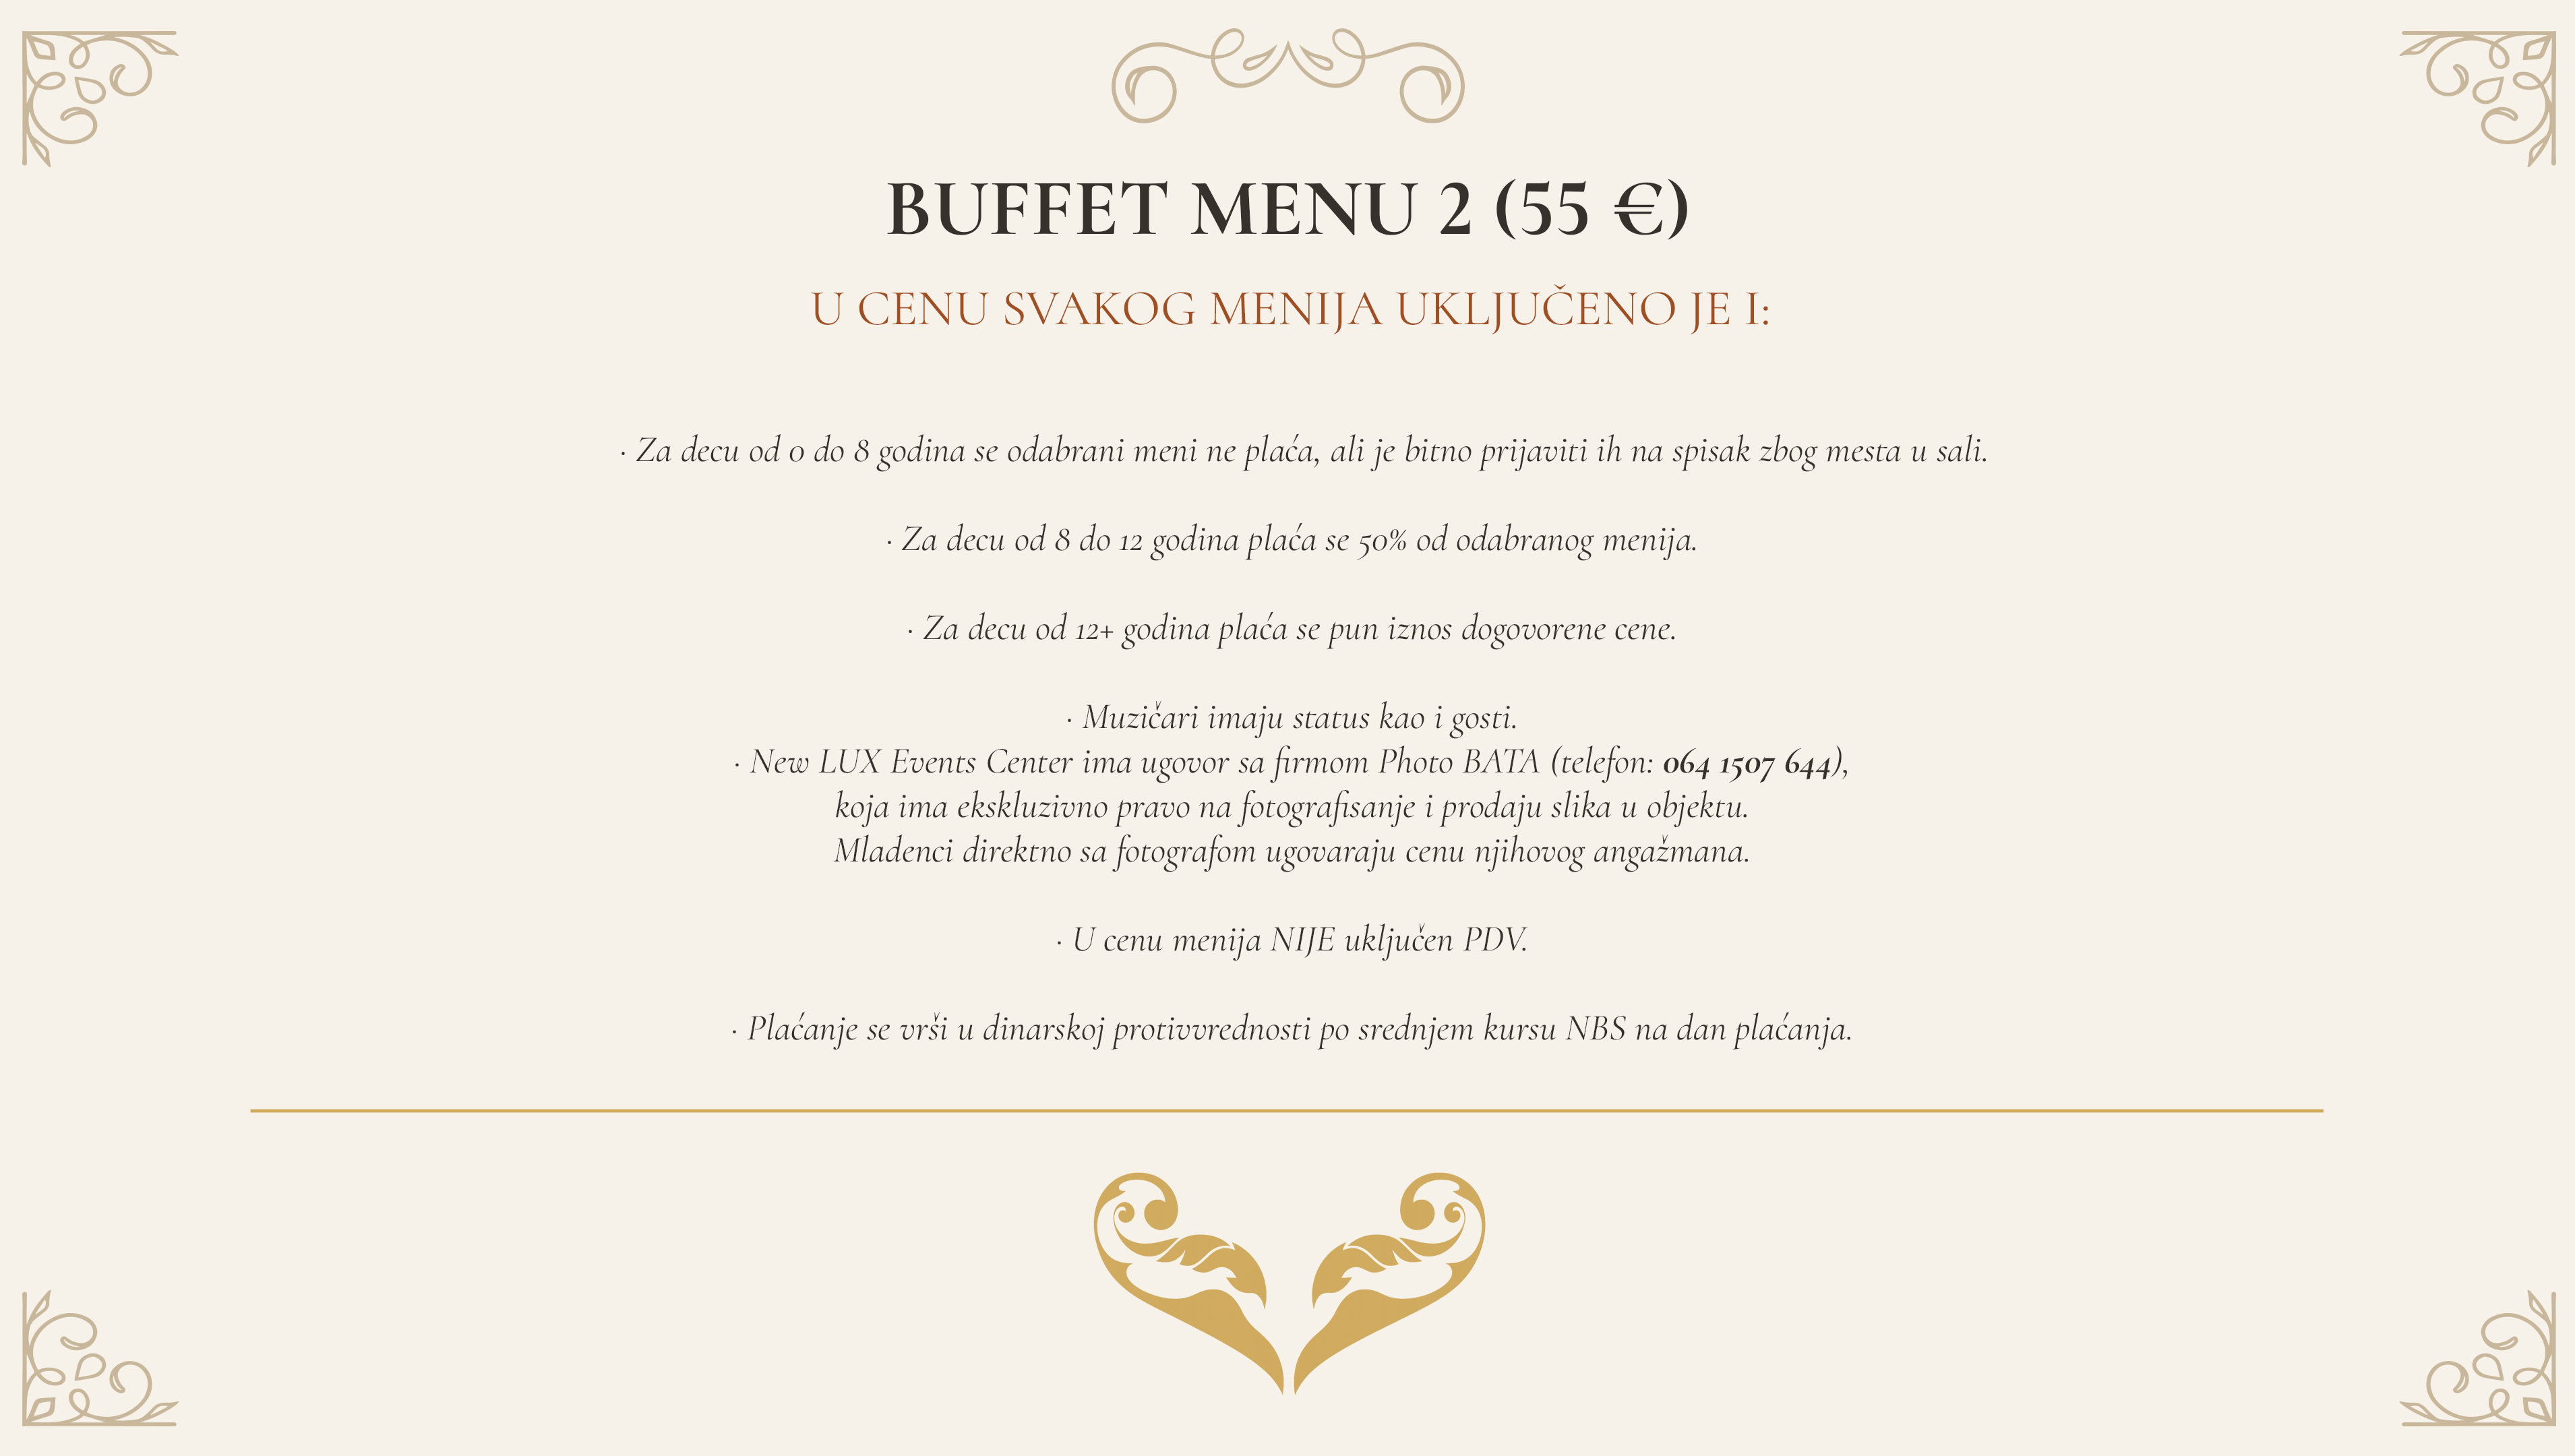 BUFFET MENU 2 (55 €)
U CENU SVAKOG MENIJA UKLJUČENO JE I:
· Za decu od 0 do 8 godina se odabrani meni ne plaća, ali je bitno prijaviti ih na spisak zbog mesta u sali.
· Za decu od 8 do 12 godina plaća se 50% od odabranog menija.
· Za decu od 12+ godina plaća se pun iznos dogovorene cene.
· Muzičari imaju status kao i gosti.
· New LUX Events Center ima ugovor sa firmom Photo BATA (telefon: 064 1507 644),
koja ima ekskluzivno pravo na fotografisanje i prodaju slika u objektu.
Mladenci direktno sa fotografom ugovaraju cenu njihovog angažmana.
· U cenu menija NIJE uključen PDV.
· Plaćanje se vrši u dinarskoj protivvrednosti po srednjem kursu NBS na dan plaćanja.